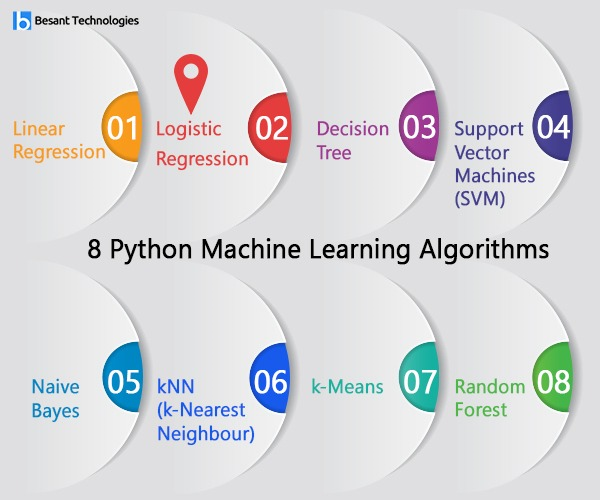 Besant Technologies
Linear
Regression
01
Logistic
Regression
02
Decision
Tree
03
Support
Vector
Machines
(SVM)
04
8 Python Machine Learning Algorithms
Naive
Bayes
05
kNN
(k-Nearest
Neighbour)
06
k-Means
07
Random
Forest
08